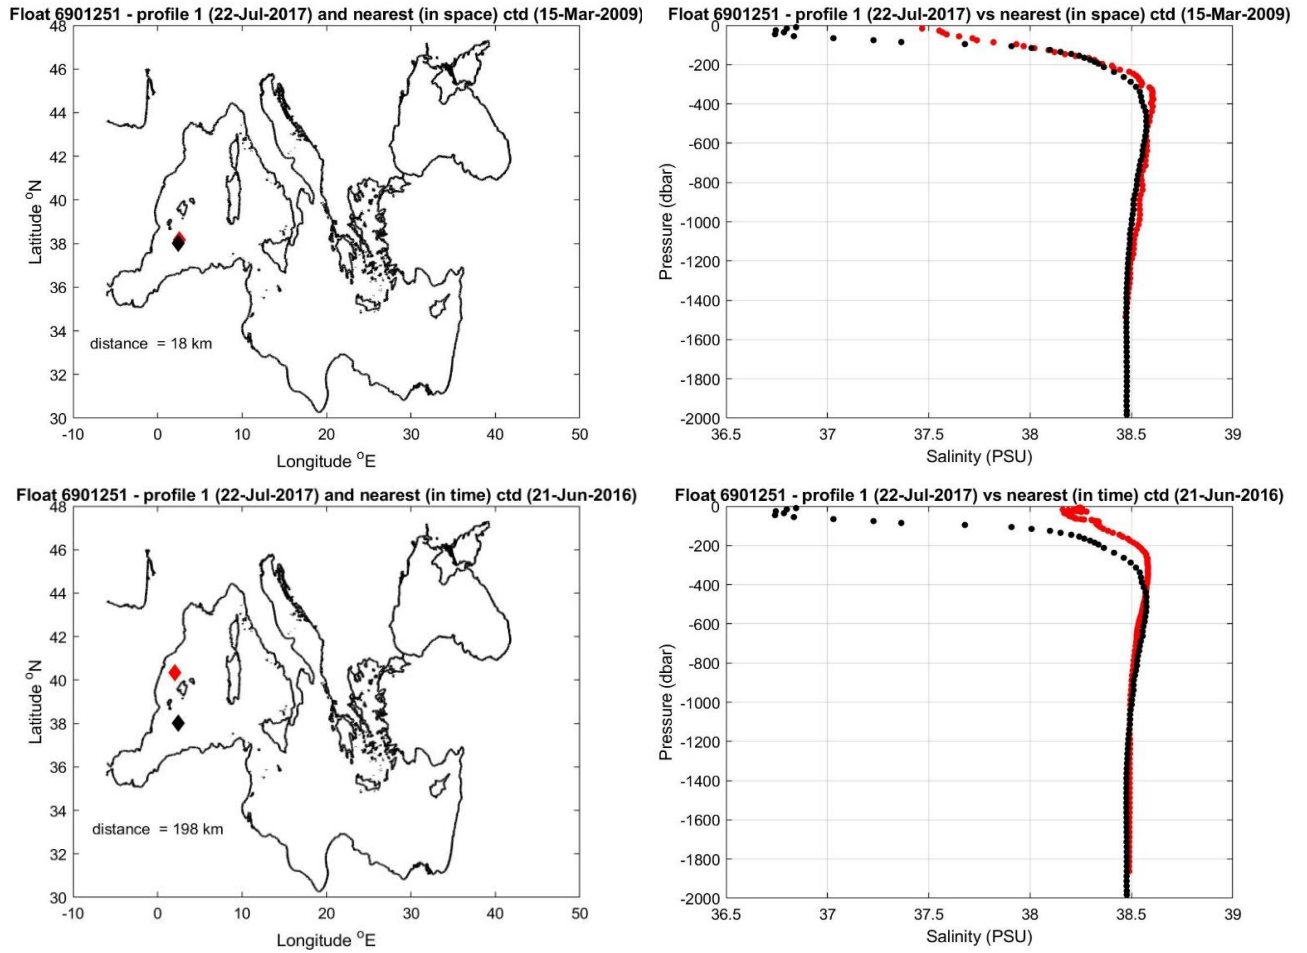 Float 6901251 - profile 1 (22-Jul-2017) and nearest (in space) ctd (15-Mar-2009)
48
46
44
42
40
38
36
34
32
30
Latitude °N
distance = 18 km
-10 0 10 20 30 40 50
Longitude °E
Float 6901251 - profile 1 (22-Jul-2017) vs nearest (in space) ctd (15-Mar-2009)
0
-200
-400
-600
-800
-1000
-1200
-1400
-1600
-1800
-2000
Pressure (dbar)
36.5 37 37.5 38 38.5 39
Salinity (PSU)
Float 6901251 - profile 1 (22-Jul-2017) and nearest (in time) ctd (21-Jun-2016)
48
46
44
42
40
38
36
34
32
30
Latitude °N
distance = 198 km
-10 0 10 20 30 40 50
Longitude °E
Float 6901251 - profile 1 (22-Jul-2017) vs nearest (in time) ctd (21-Jun-2016)
0
-200
-400
-600
-800
-1000
-1200
-1400
-1600
-1800
-2000
Pressure (dbar)
36.5 37 37.5 38 38.5 39
Salinity (PSU)